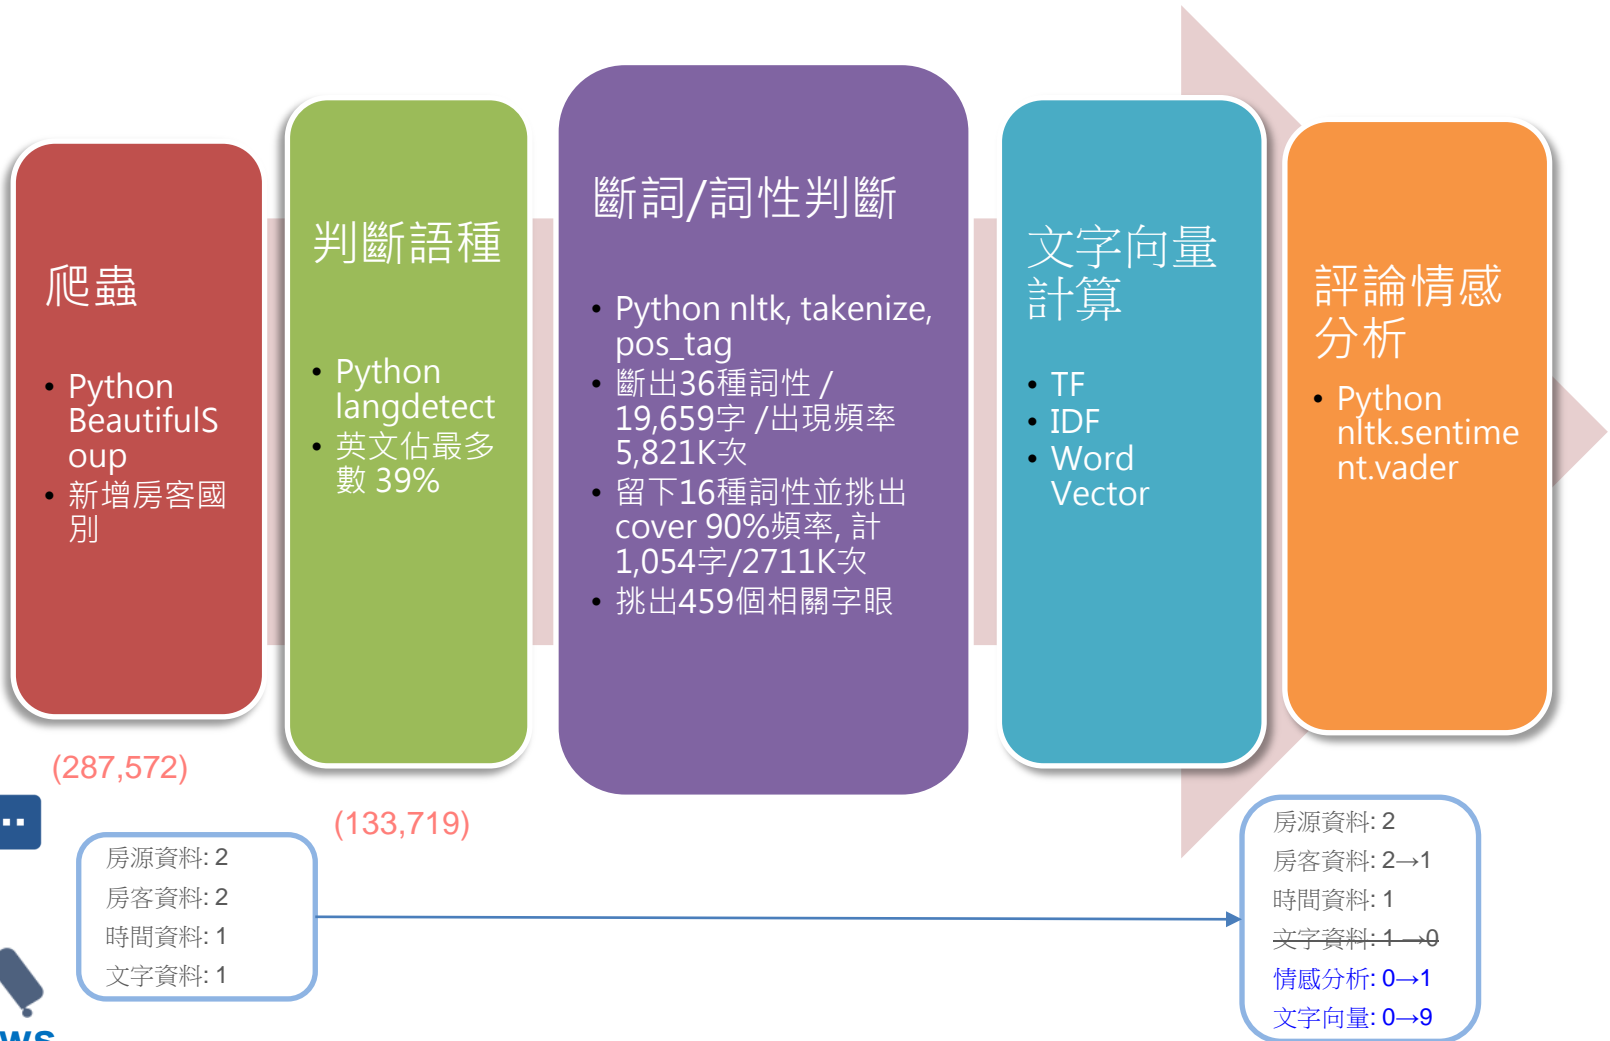 爬蟲
• Python
BeautifulS
oup
• 新增房客國
別
(287,572)
判斷語種
• Python
langdetect
• 英文佔最多
數 39%
(133,719)
斷詞/詞性判斷
• Python nltk, takenize,
pos_tag
• 斷出36種詞性 /
19,659字 /出現頻率
5,821K次
• 留下16種詞性並挑出
cover 90%頻率, 計
1,054字/2711K次
• 挑出459個相關字眼
文字向量
計算
• TF
• IDF
• Word
Vector
評論情感
分析
• Python
nltk.sentime
nt.vader
房源資料: 2
房客資料: 2
時間資料: 1
文字資料: 1
房源資料: 2
房客資料: 2→1
時間資料: 1
文字資料: 1→0
情感分析: 0→1
文字向量: 0→9